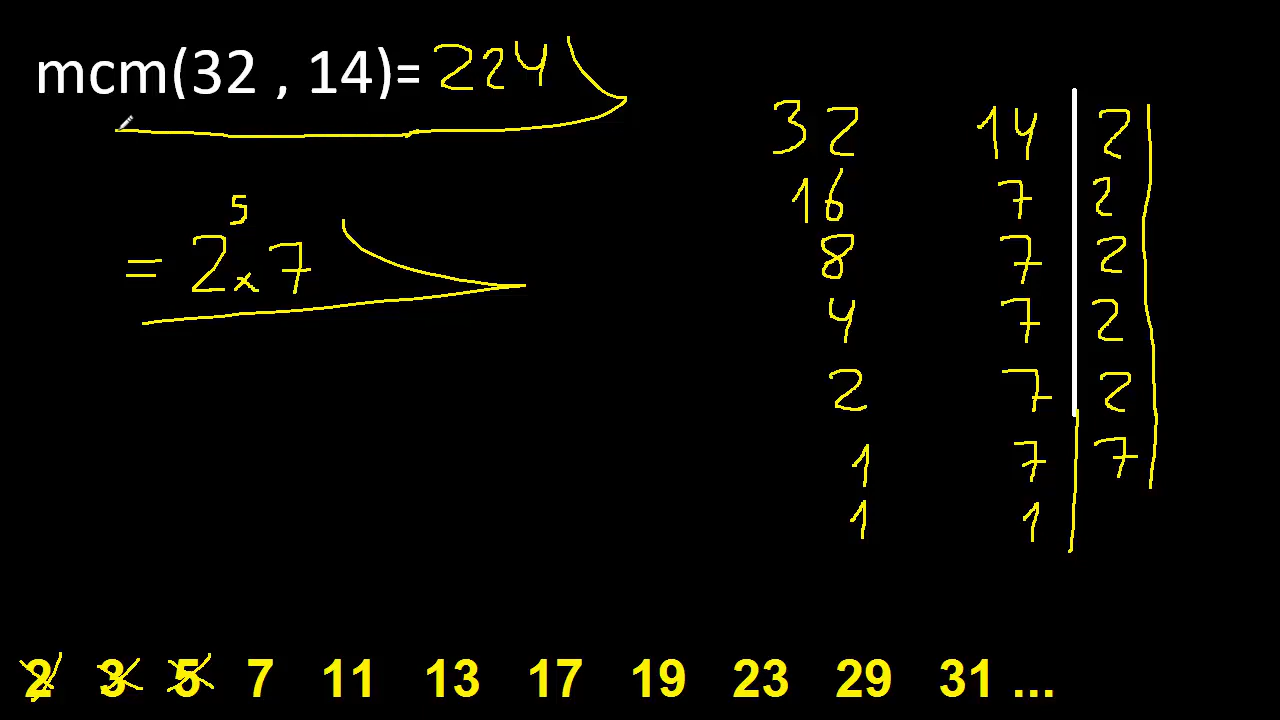 mcm(32 , 14)= 224
= 2⁵ x 7
32 14 2
16 7 2
8 7 2
4 7 2
2 7 2
1 7 7
1 1
2 3 5 7 11 13 17 19 23 29 31 ...